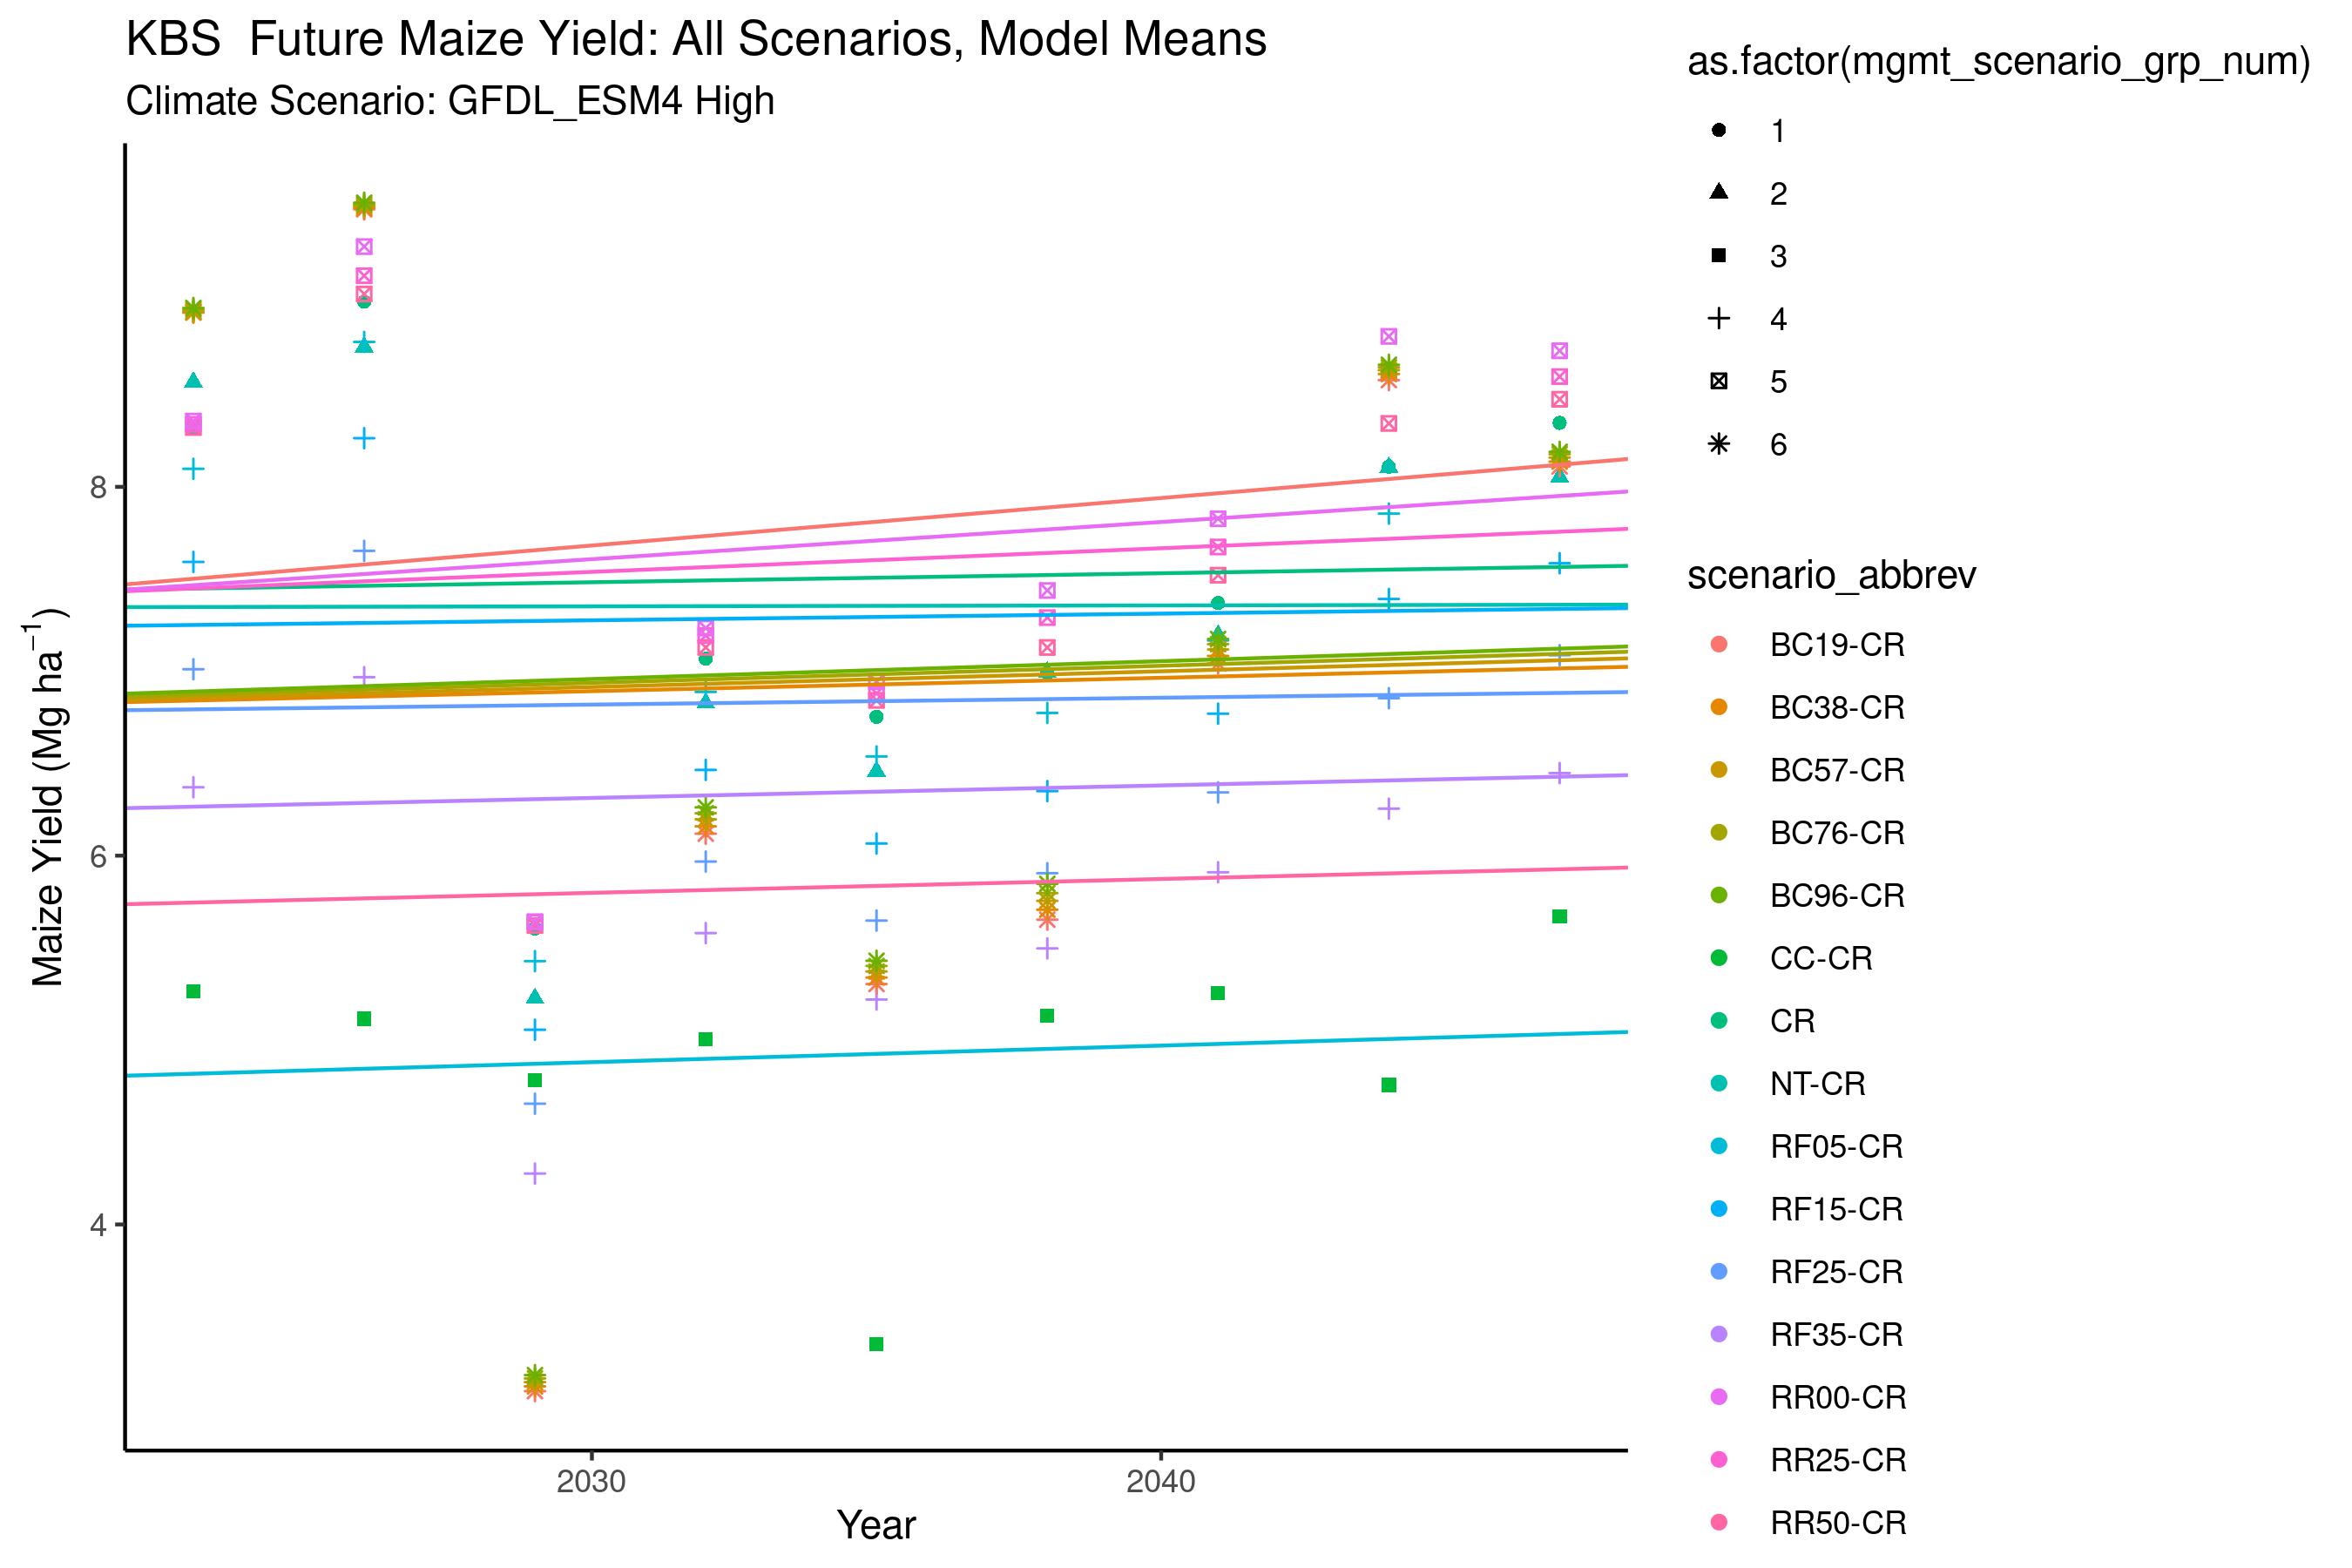 KBS  Future Maize Yield: All Scenarios, Model Means
Climate Scenario: GFDL_ESM4 High
Maize Yield (Mg ha⁻¹)
8
6
4
2030
2040
Year
as.factor(mgmt_scenario_grp_num)
1
2
3
4
5
6
scenario_abbrev
BC19-CR
BC38-CR
BC57-CR
BC76-CR
BC96-CR
CC-CR
CR
NT-CR
RF05-CR
RF15-CR
RF25-CR
RF35-CR
RR00-CR
RR25-CR
RR50-CR